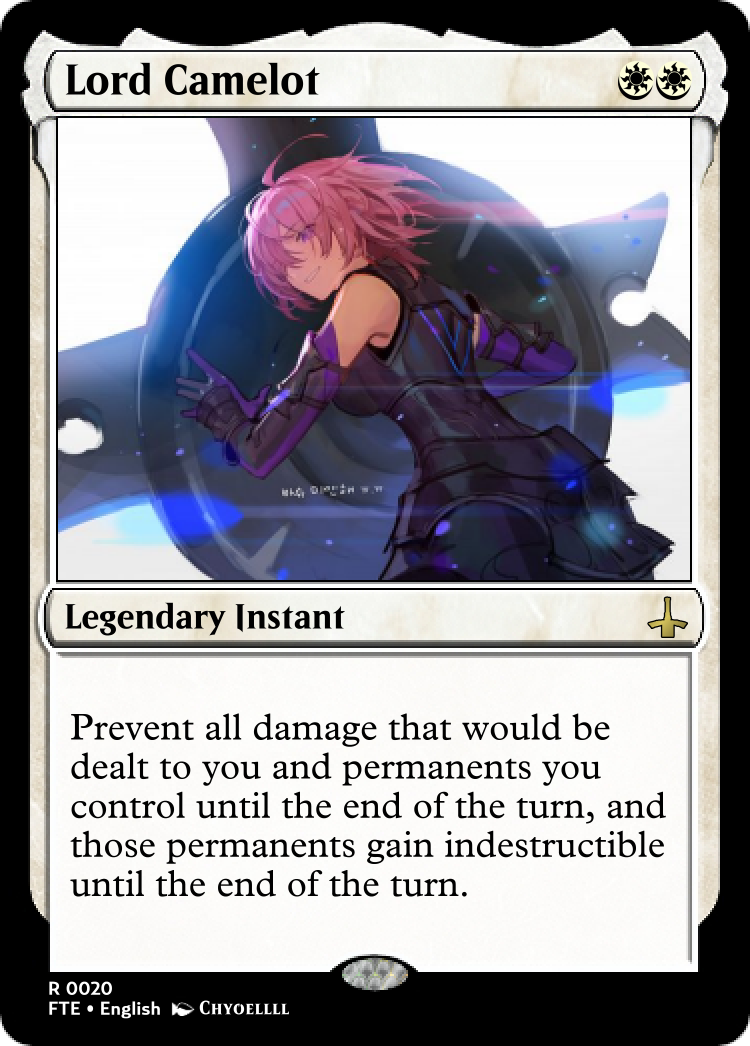 Lord Camelot
Legendary Instant
Prevent all damage that would be
dealt to you and permanents you
control until the end of the turn, and
those permanents gain indestructible
until the end of the turn.
R 0020
FTE • English CHYOELLLL